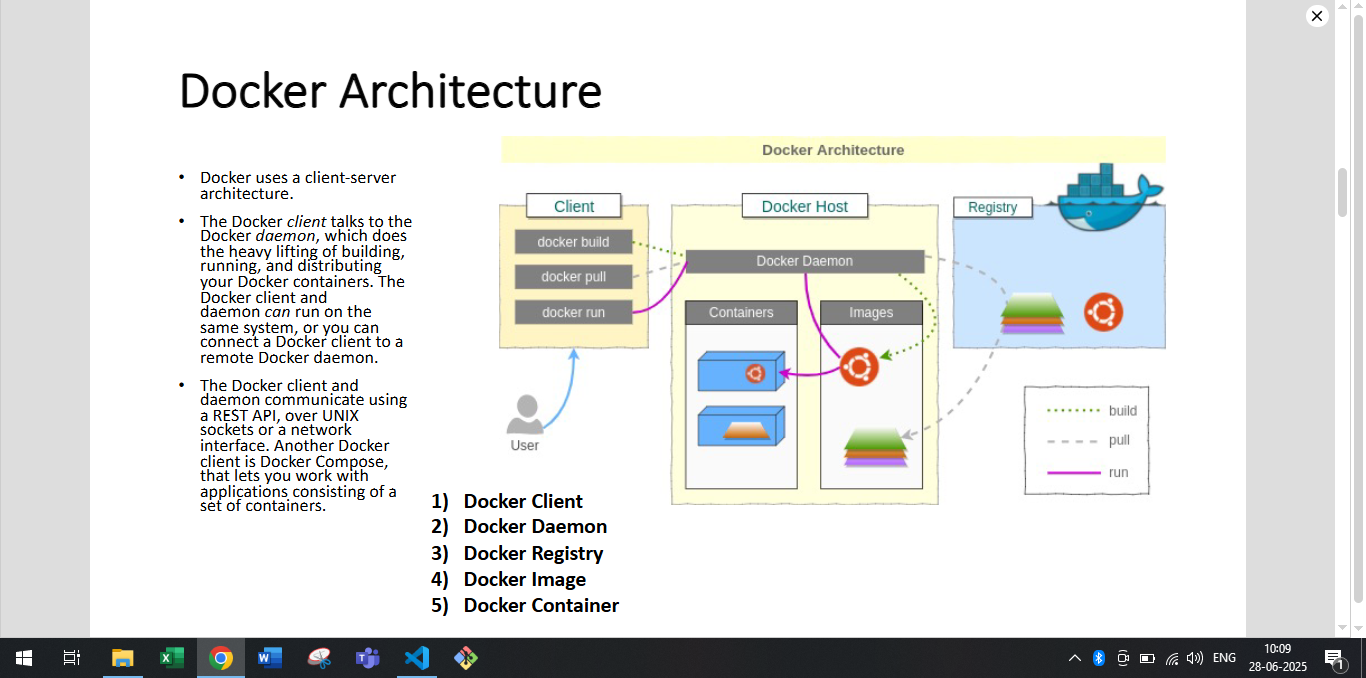 Docker Architecture
• Docker uses a client-server
architecture.
• The Docker client talks to the
Docker daemon, which does
the heavy lifting of building,
running, and distributing
your Docker containers. The
Docker client and
daemon can run on the
same system, or you can
connect a Docker client to a
remote Docker daemon.
• The Docker client and
daemon communicate using
a REST API, over UNIX
sockets or a network
interface. Another Docker
client is Docker Compose,
that lets you work with
applications consisting of a
set of containers.
Docker Architecture
Client
docker build
docker pull
docker run
User
Docker Host
Docker Daemon
Containers
Images
Registry
build
pull
run
1) Docker Client
2) Docker Daemon
3) Docker Registry
4) Docker Image
5) Docker Container
ENG
10:09
28-06-2025
1